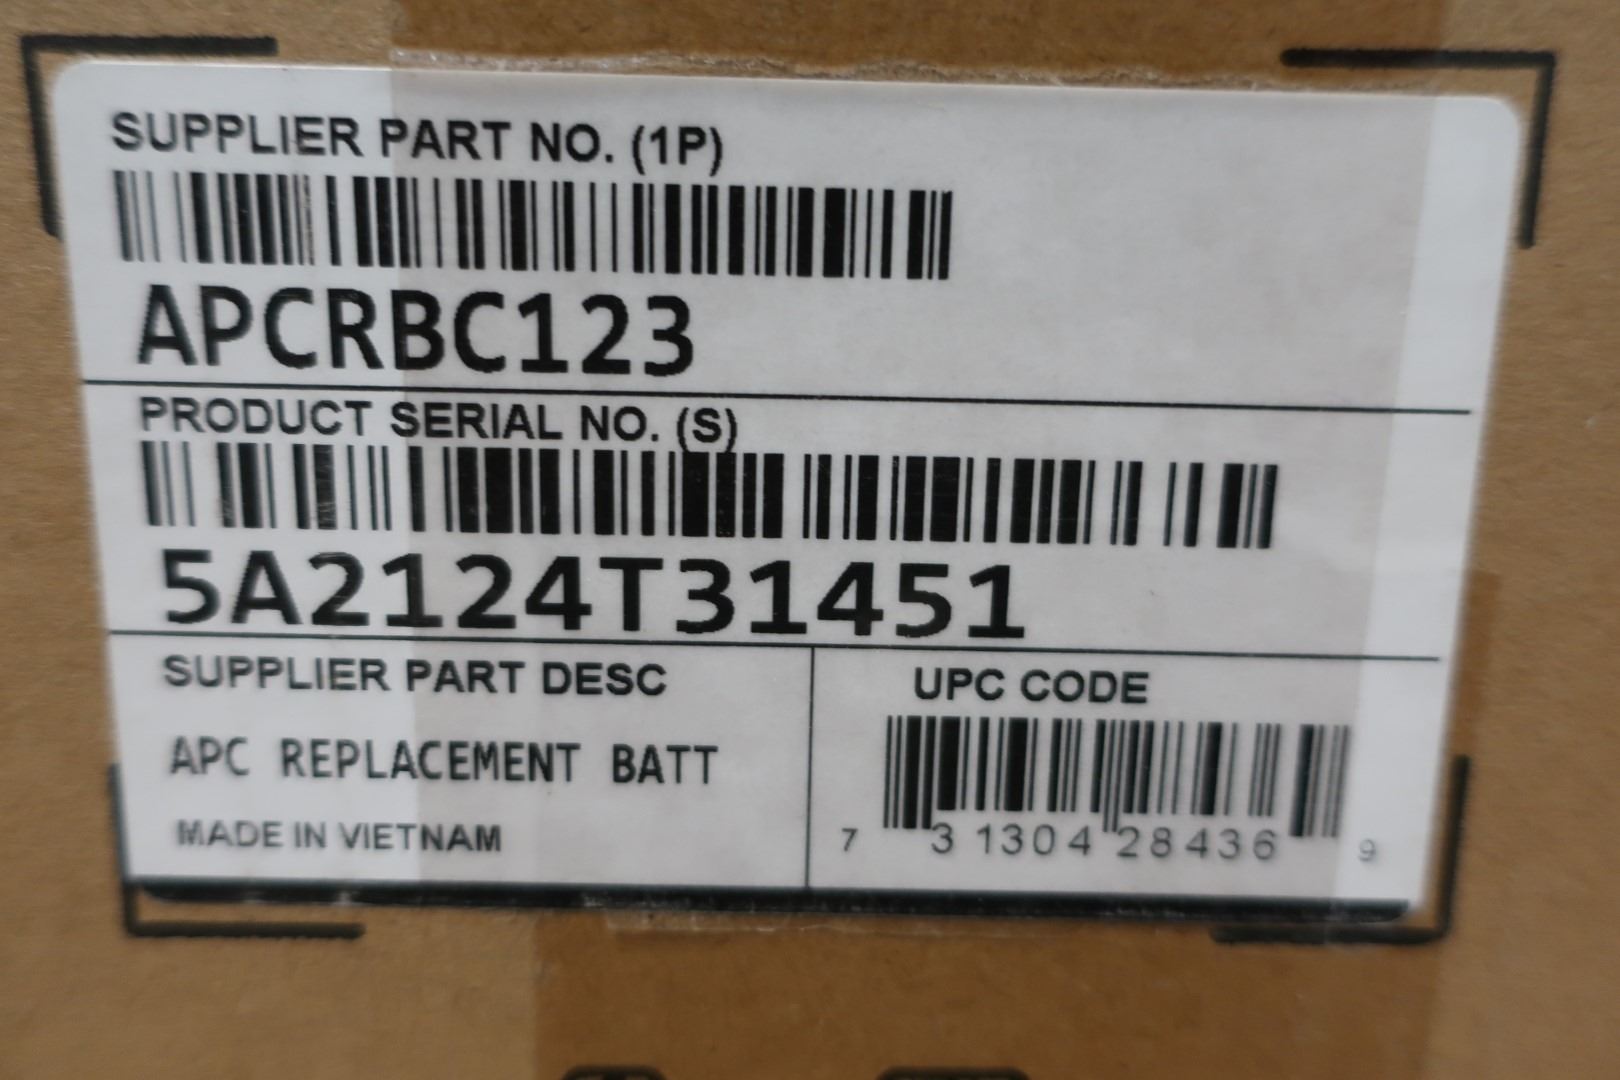 SUPPLIER PART NO. (1P)
APCRBC123
PRODUCT SERIAL NO. (S)
5A2124T31451
SUPPLIER PART DESC
UPC CODE
APC REPLACEMENT BATT
MADE IN VIETNAM
7 31304 28436 9